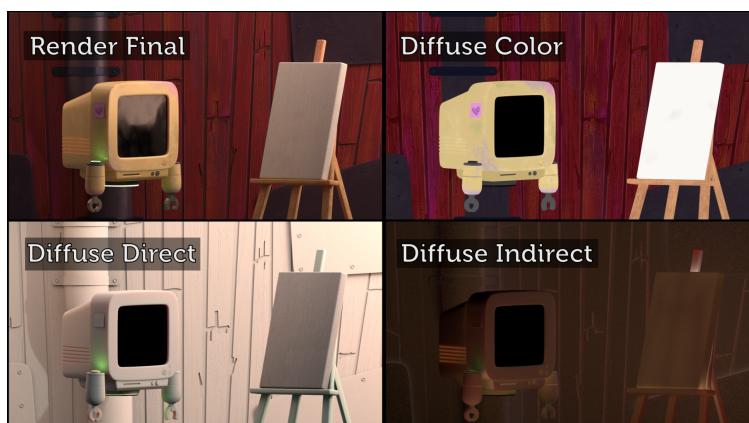 Render Final
Diffuse Color
Diffuse Direct
Diffuse Indirect